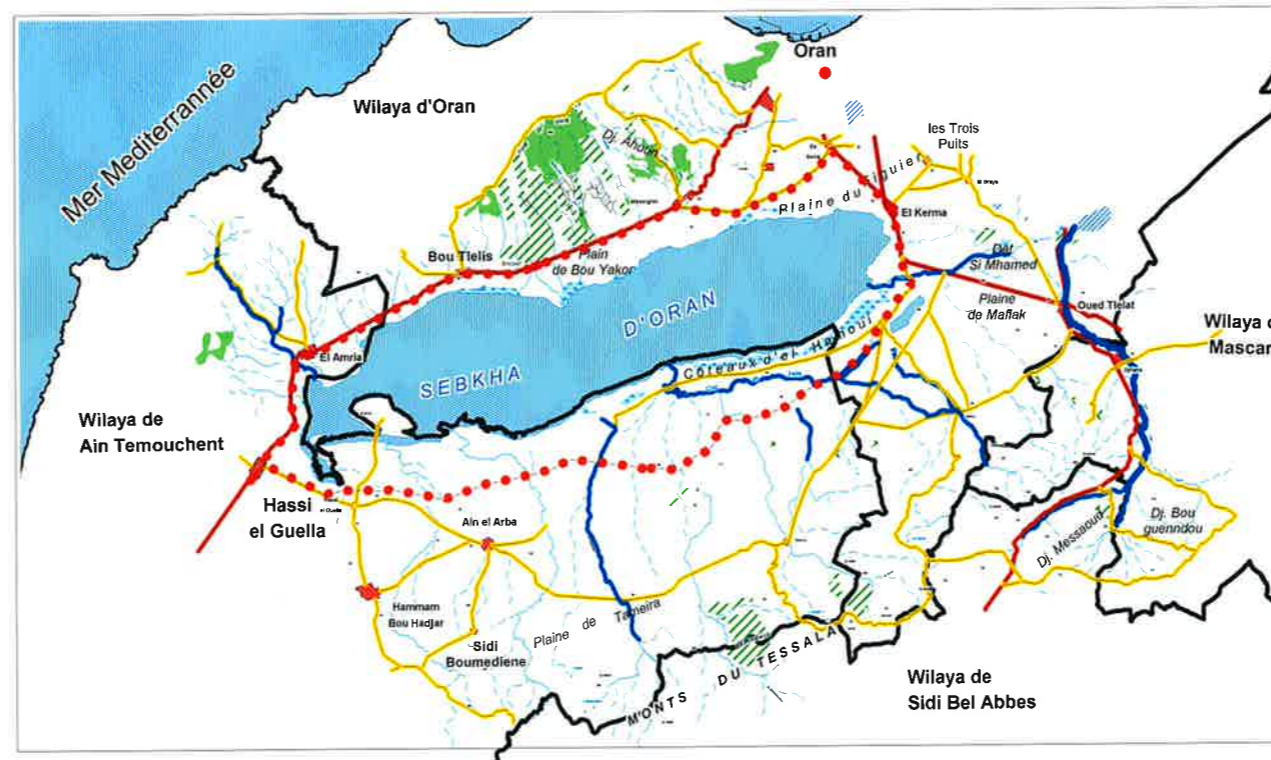 Oran
Mer Mediterrannée
Wilaya d'Oran
les Trois
Puits
Dj. Ahoun
Plaine du Figuier
El Kerma
Bou Tlelis
Plain
de Bou Yakor
Dat
Si Mhamed
Plaine
de Maflak
Oued Tlelat
Wilaya d
Mascar
SEBKHA
D'ORAN
El Amria
Côteaux d'el Hamoul
Wilaya de
Ain Temouchent
Hassi
el Guella
Ain el Arba
Dj. Bou
guenndou
Dj. Messaoud
Hammam
Bou Hadjar
Plaine de Tameira
Sidi
Boumediene
MONTS DU TESSALA
Wilaya de
Sidi Bel Abbes